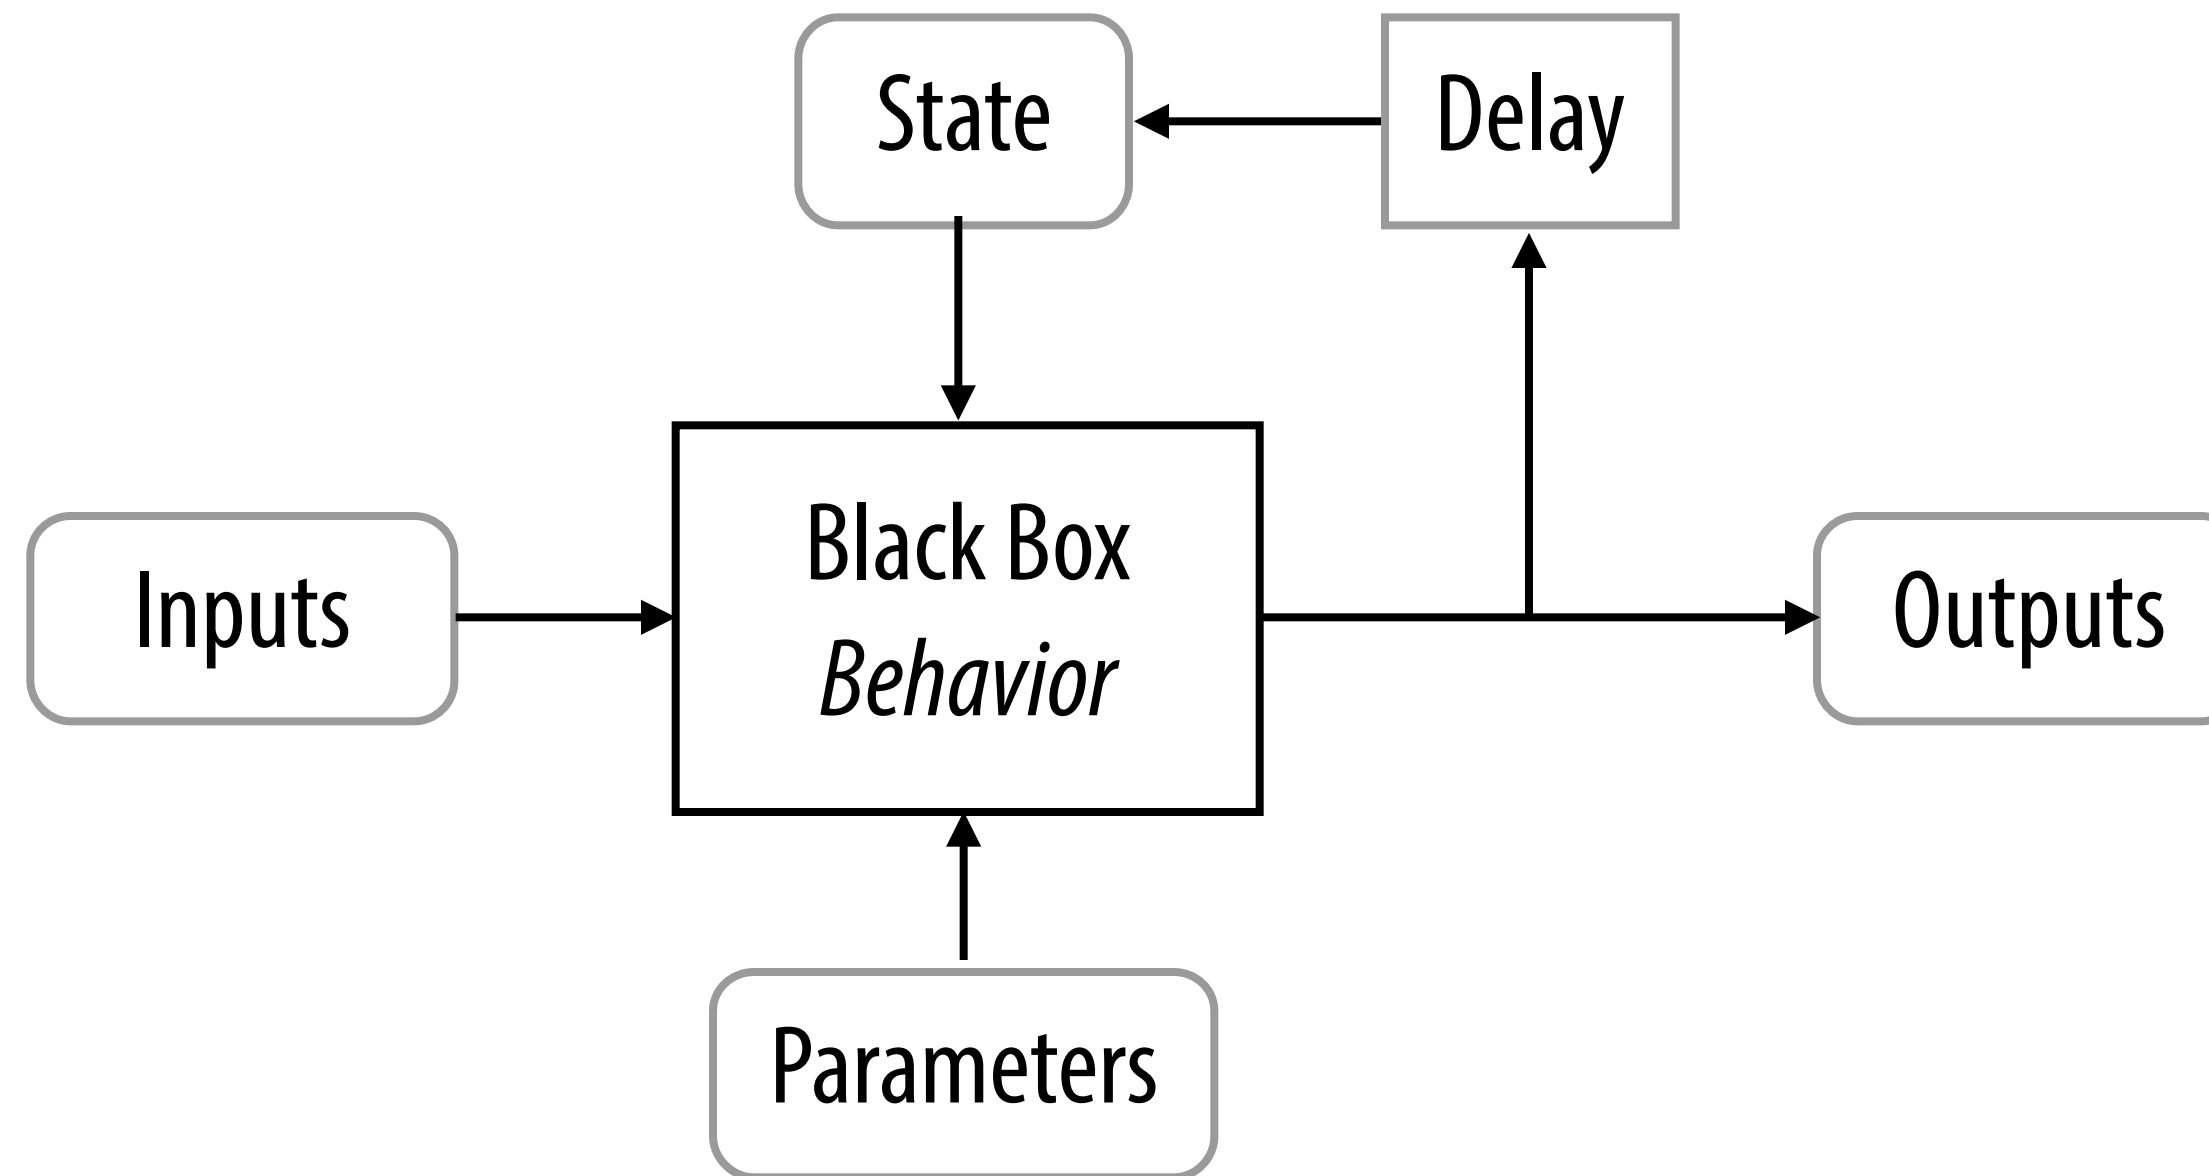 State
Delay
Inputs
Black Box
Behavior
Outputs
Parameters